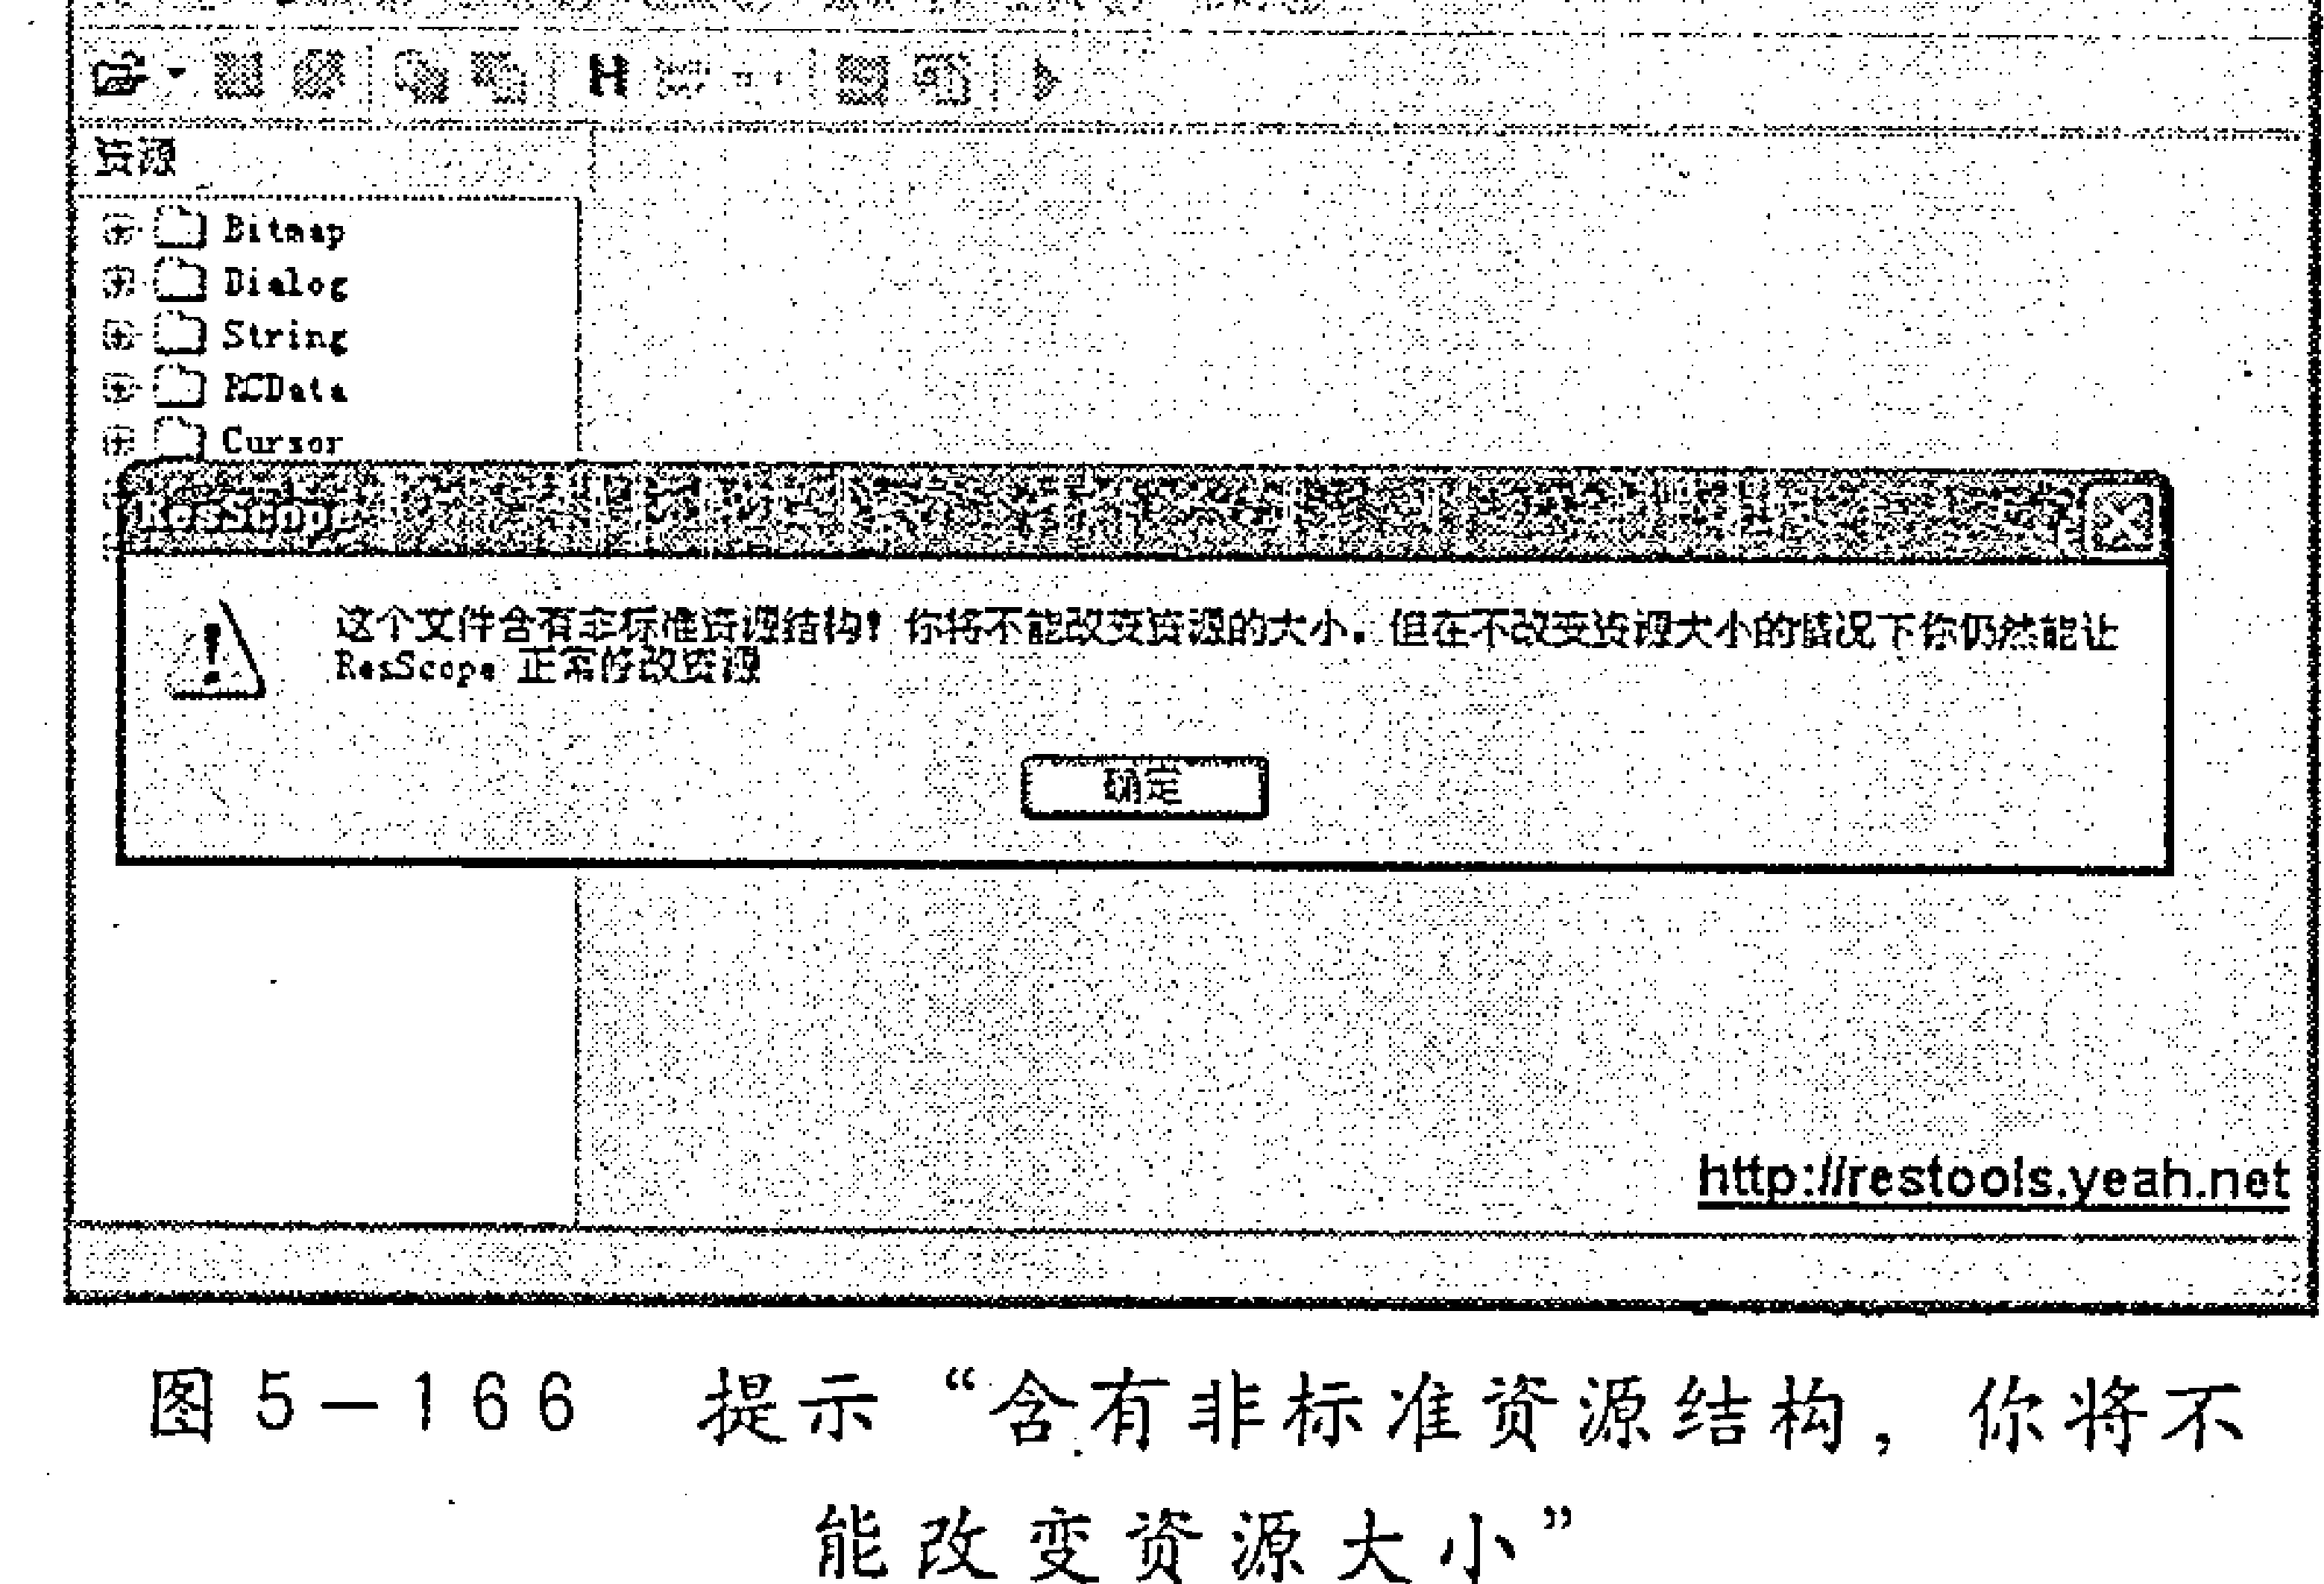 资源
Bitmap
Dialog
String
RCData
Cursor
ResScope
这个文件含有非标准资源结构! 你将不能改变资源的大小. 但在不改变资源大小的情况下你仍然能让
ResScope 正常修改资源
确定
http://restools.yeah.net
图5-166 提示“含有非标准资源结构, 你将不
能改变资源大小”